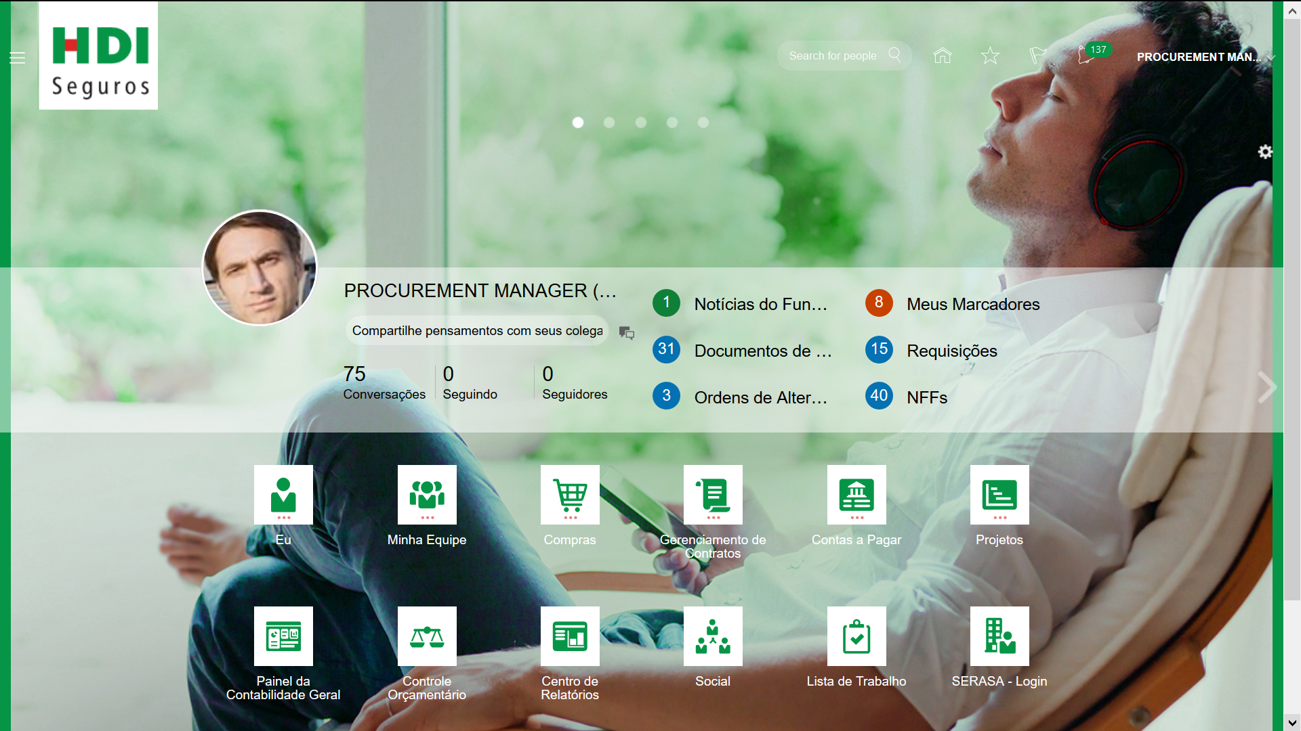 HDI
Seguros
Search for people
137
PROCUREMENT MAN...
PROCUREMENT MANAGER (...
Compartilhe pensamentos com seus colega
75
Conversações
0
Seguindo
0
Seguidores
1
Notícias do Fun...
8
Meus Marcadores
31
Documentos de ...
15
Requisições
3
Ordens de Alter...
40
NFFs
Eu
Minha Equipe
Compras
Gerenciamento de
Contratos
Contas a Pagar
Projetos
Painel da
Contabilidade Geral
Controle
Orçamentário
Centro de
Relatórios
Social
Lista de Trabalho
SERASA - Login